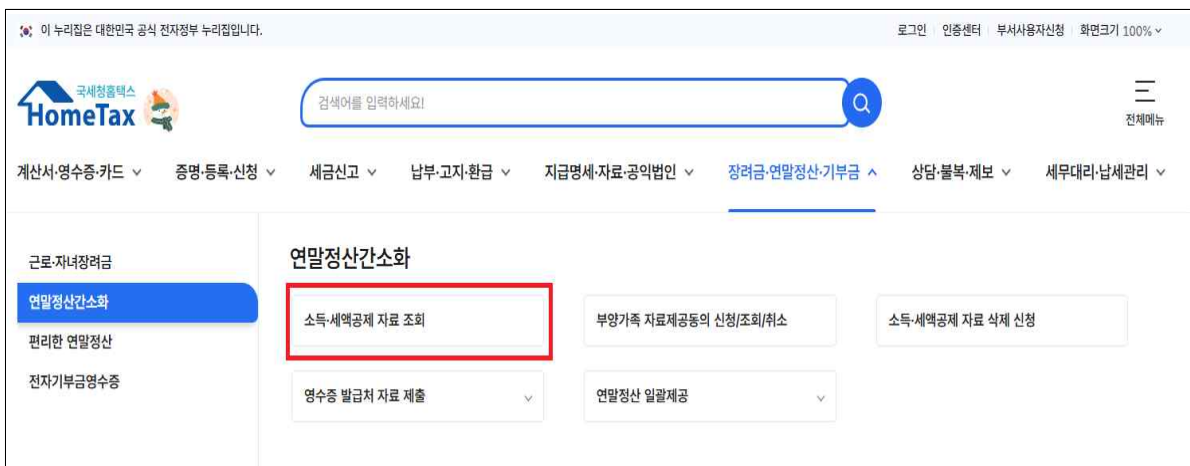 이 누리집은 대한민국 공식 전자정부 누리집입니다.
로그인 인증센터 부서사용자신청 화면크기 100%
국세청홈택스
HomeTax
검색어를 입력하세요!
전체메뉴
계산서·영수증·카드 증명·등록·신청 세금신고 납부·고지·환급 지급명세·자료·공익법인 장려금·연말정산·기부금 상담·불복·제보 세무대리·납세관리
근로·자녀장려금
연말정산간소화
편리한 연말정산
전자기부금영수증
연말정산간소화
소득·세액공제 자료 조회 부양가족 자료제공동의 신청/조회/취소 소득·세액공제 자료 삭제 신청
영수증 발급처 자료 제출 연말정산 일괄제공